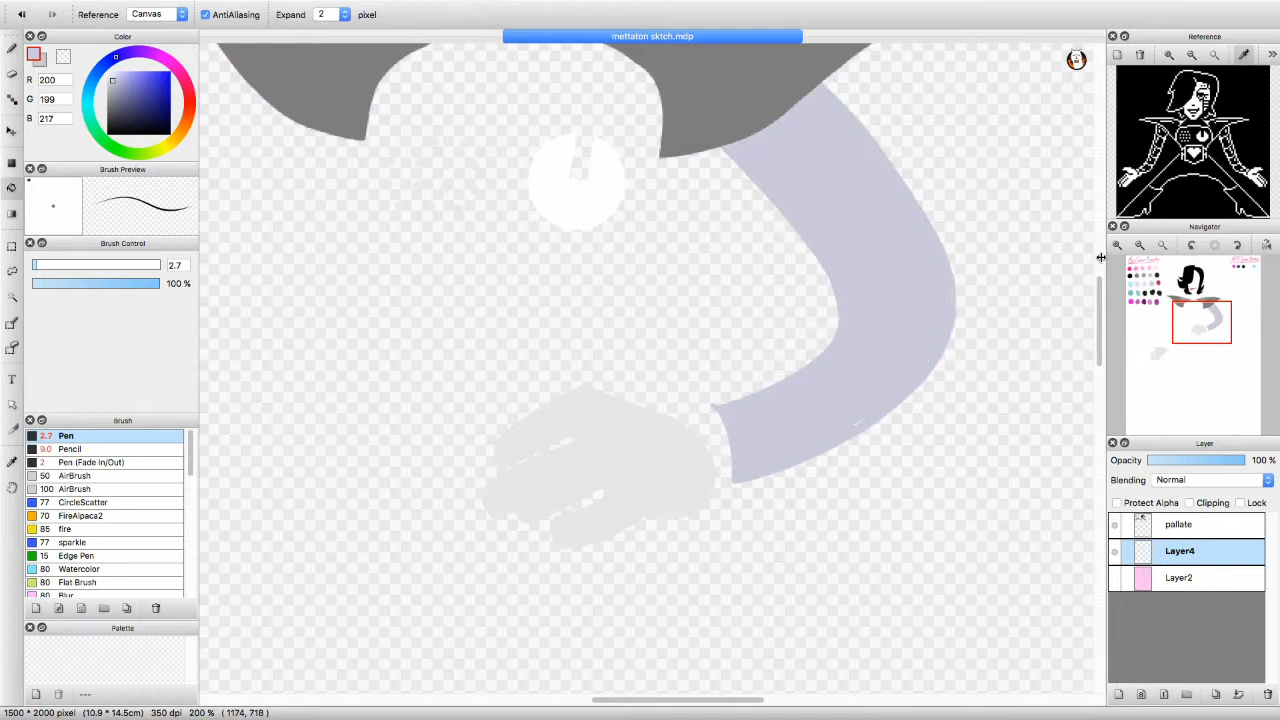 Reference Canvas AntiAliasing Expand 2 pixel
Color
mettaton sktch.mdp
Reference
R 200
G 199
B 217
Brush Preview
Brush Control
2.7
100 %
Navigator
Brush
2.7 Pen
9.0 Pencil
2 Pen (Fade In/Out)
50 AirBrush
100 AirBrush
77 CircleScatter
70 FireAlpaca2
85 fire
77 sparkle
15 Edge Pen
80 Watercolor
80 Flat Brush
80 Blur
Palette
---
Layer
Opacity 100 %
Blending Normal
Protect Alpha Clipping Lock
pallate
Layer4
Layer2
1500 * 2000 pixel (10.9 * 14.5cm) 350 dpi 200 % ( 1174, 718 )